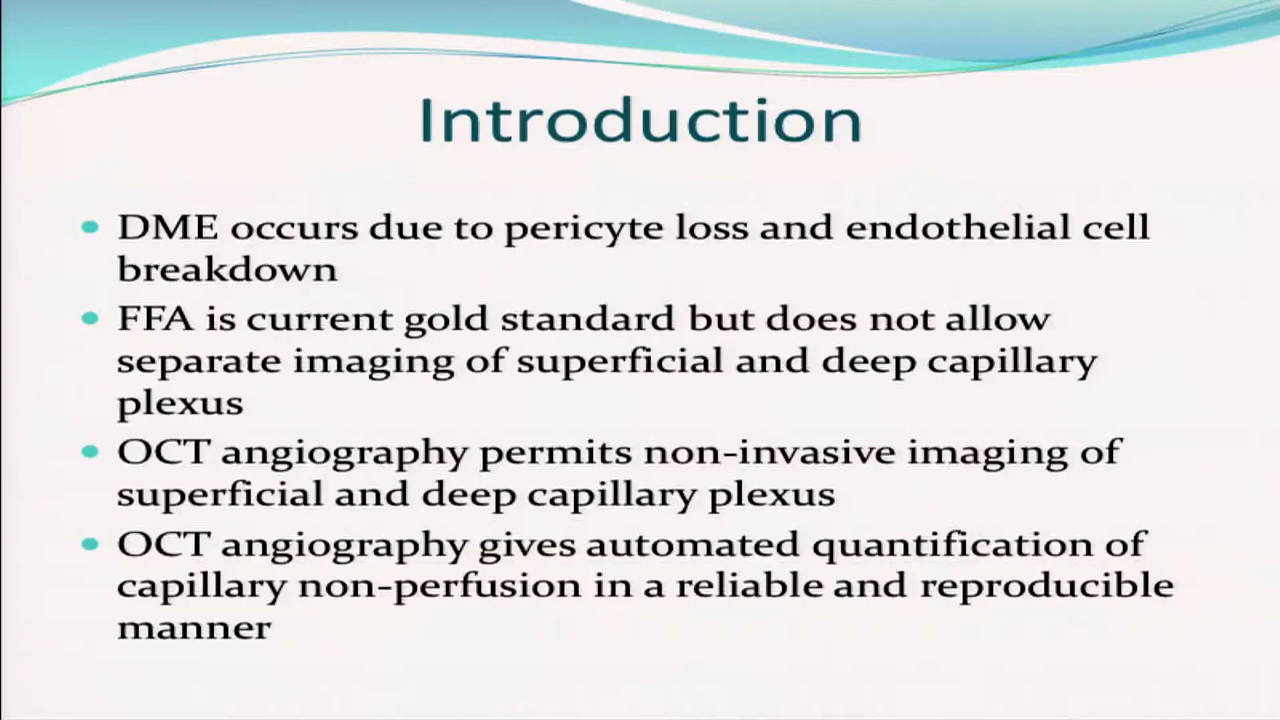 Introduction
DME occurs due to pericyte loss and endothelial cell
breakdown
FFA is current gold standard but does not allow
separate imaging of superficial and deep capillary
plexus
OCT angiography permits non-invasive imaging of
superficial and deep capillary plexus
OCT angiography gives automated quantification of
capillary non-perfusion in a reliable and reproducible
manner